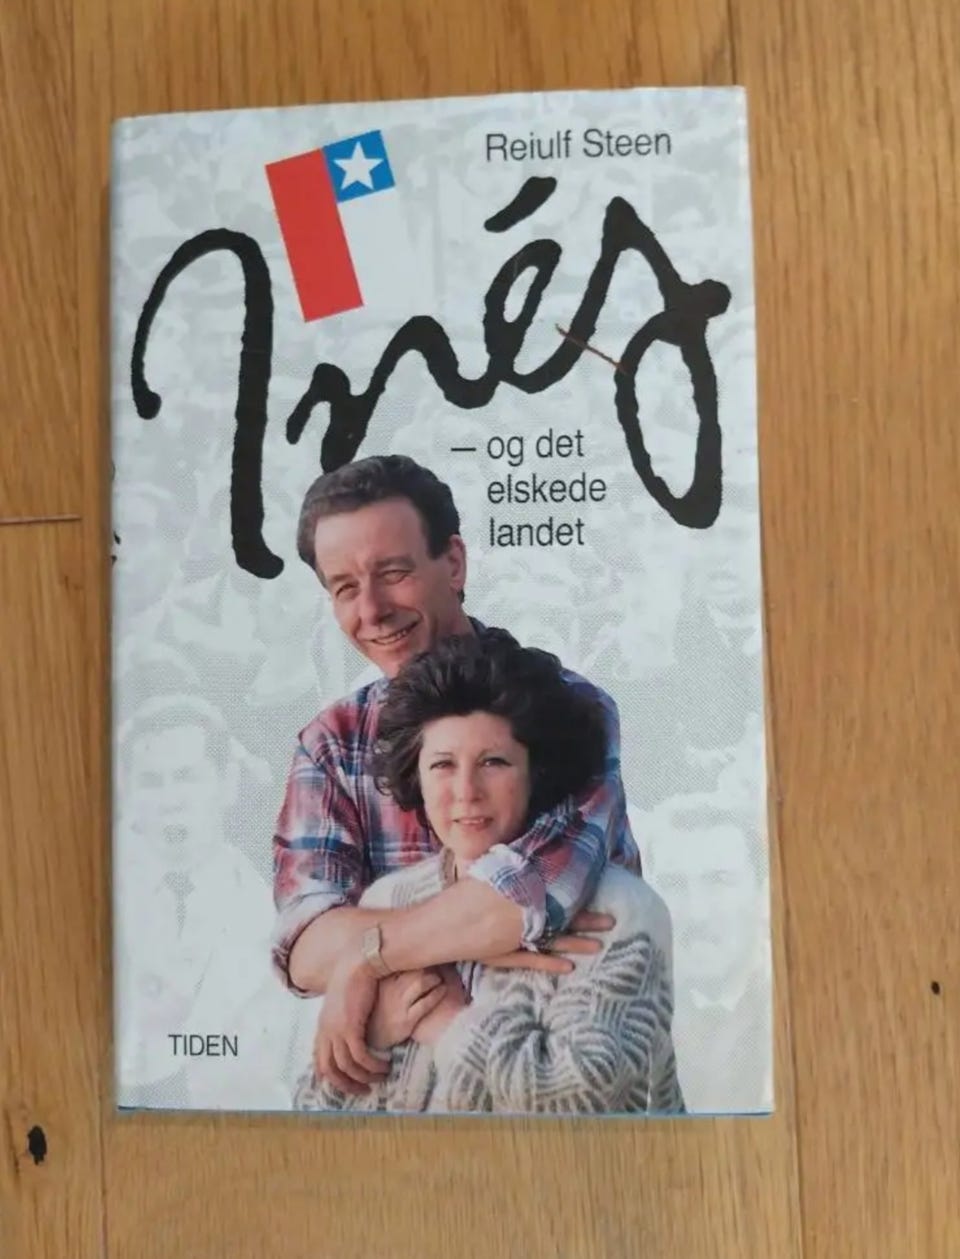 Reiulf Steen
Inés
– og det
elskede
landet
TIDEN